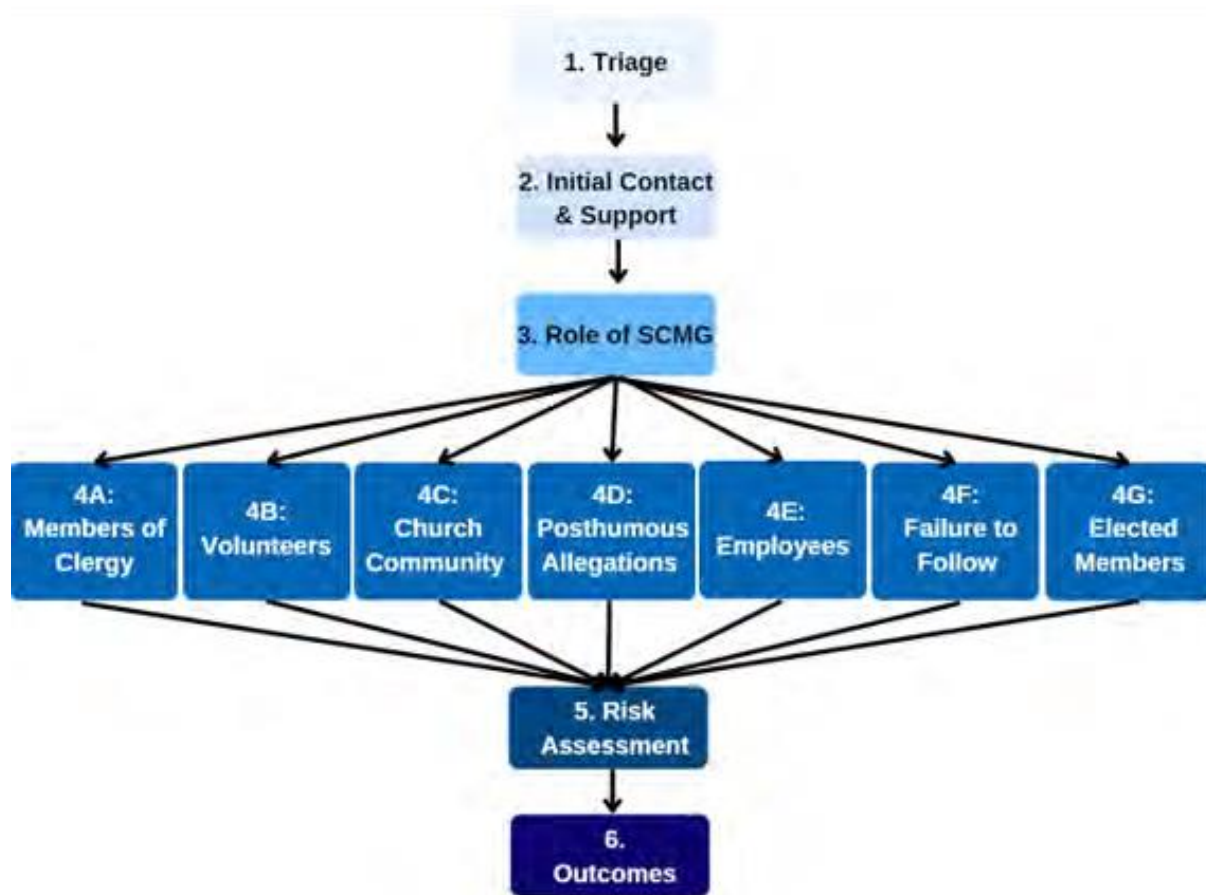 1. Triage
2. Initial Contact
& Support
3. Role of SCMG
4A:
Members of
Clergy
4B:
Volunteers
4C:
Church
Community
4D:
Posthumous
Allegations
4E:
Employees
4F:
Failure to
Follow
4G:
Elected
Members
5. Risk
Assessment
6.
Outcomes